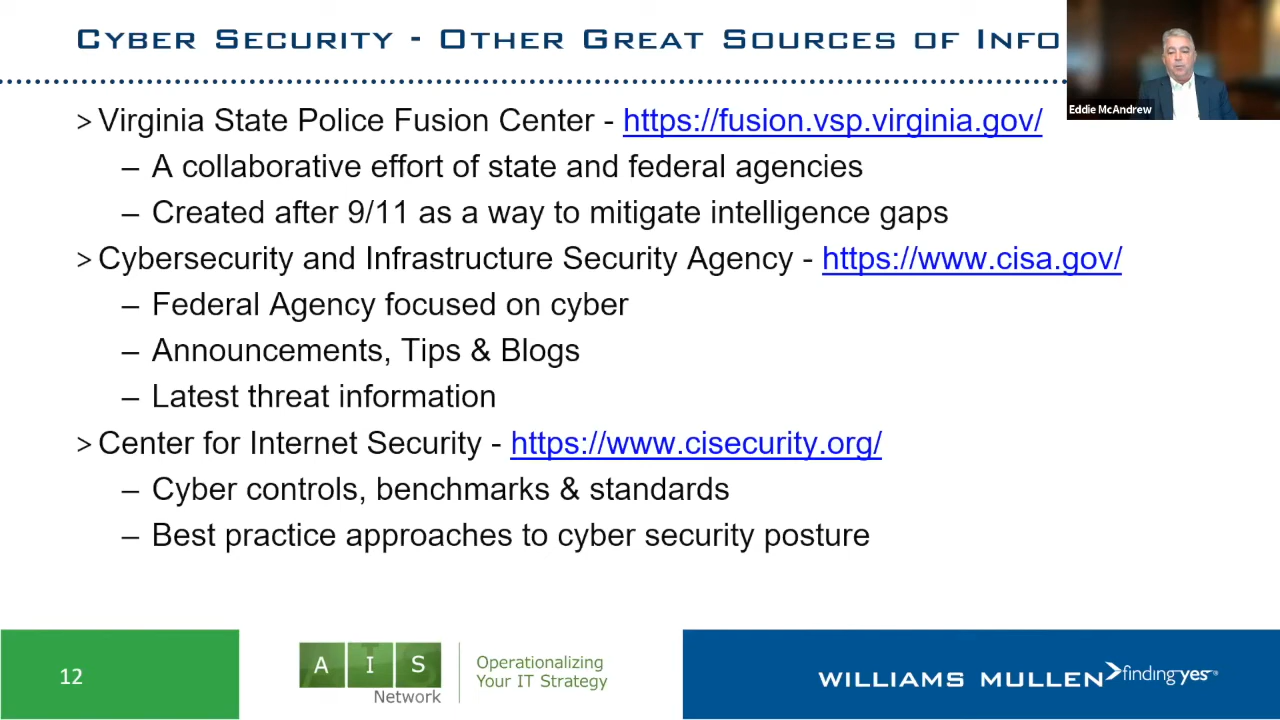 CYBER SECURITY - OTHER GREAT SOURCES OF INFO
Eddie McAndrew
> Virginia State Police Fusion Center - https://fusion.vsp.virginia.gov/
– A collaborative effort of state and federal agencies
– Created after 9/11 as a way to mitigate intelligence gaps
> Cybersecurity and Infrastructure Security Agency - https://www.cisa.gov/
– Federal Agency focused on cyber
– Announcements, Tips & Blogs
– Latest threat information
> Center for Internet Security - https://www.cisecurity.org/
– Cyber controls, benchmarks & standards
– Best practice approaches to cyber security posture
12
A I S
Network
Operationalizing
Your IT Strategy
WILLIAMS MULLEN finding yes®